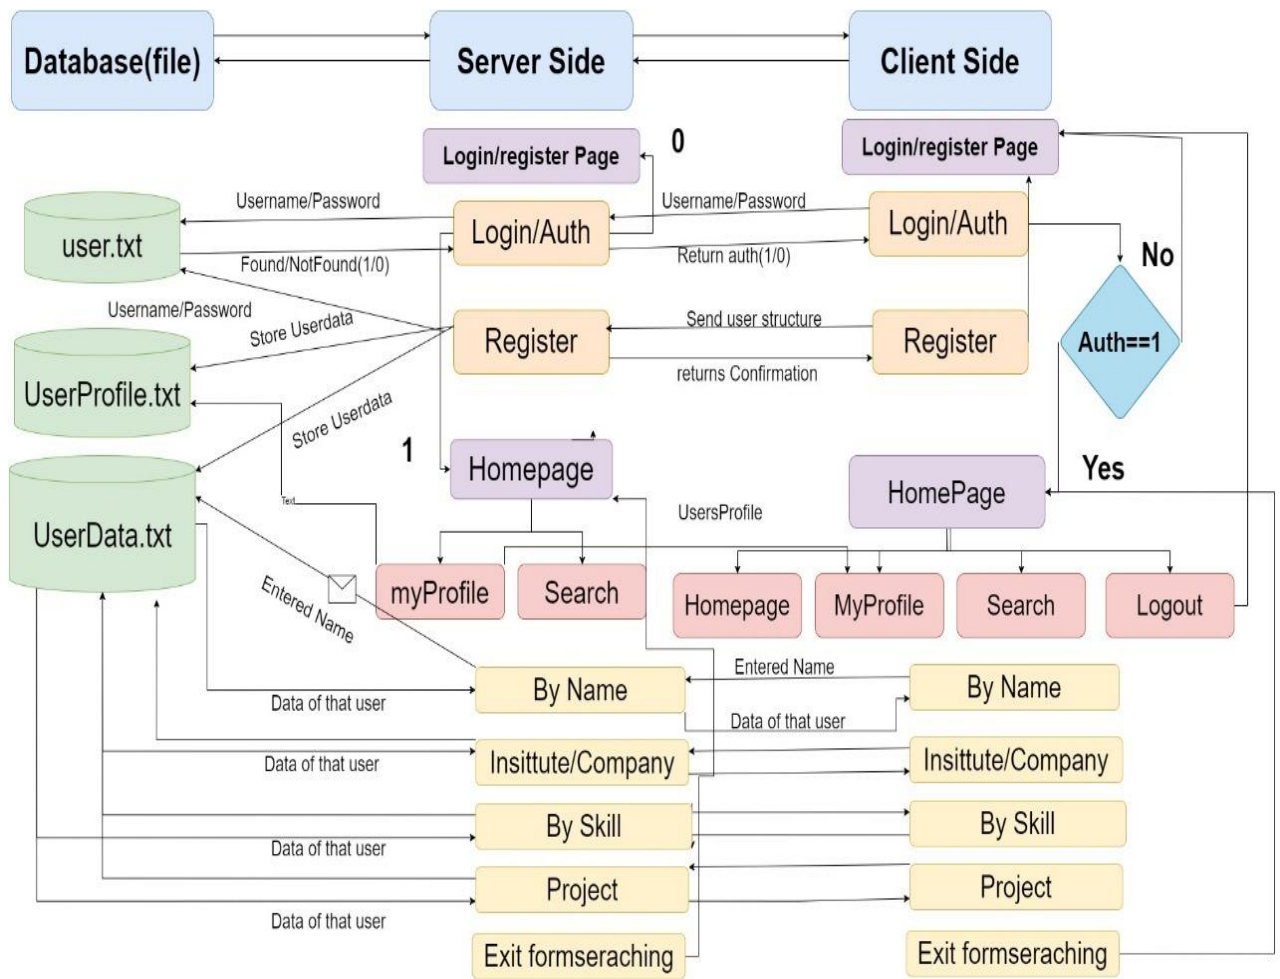 Database(file)
Server Side
Client Side
Login/register Page
0
Login/register Page
Username/Password
Username/Password
user.txt
Login/Auth
Login/Auth
Found/NotFound(1/0)
Return auth(1/0)
No
Username/Password
Store Userdata
Register
Send user structure
Register
Auth==1
returns Confirmation
UserProfile.txt
Store Userdata
1
Homepage
Yes
HomePage
Text
UsersProfile
UserData.txt
Entered Name
myProfile
Search
Homepage
MyProfile
Search
Logout
Entered Name
By Name
By Name
Data of that user
Data of that user
Insittute/Company
Insittute/Company
Data of that user
By Skill
By Skill
Data of that user
Project
Project
Data of that user
Exit formseraching
Exit formseraching